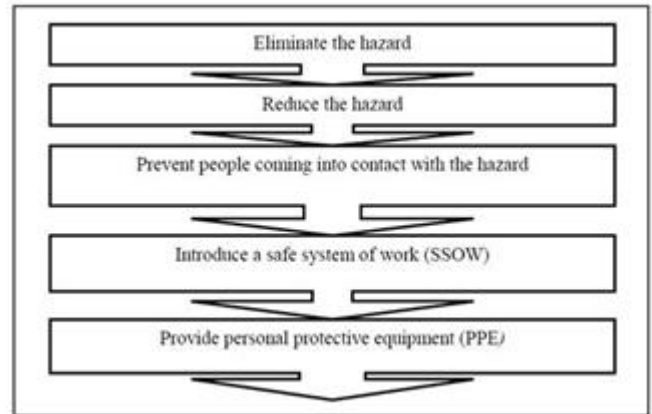 Eliminate the hazard
Reduce the hazard
Prevent people coming into contact with the hazard
Introduce a safe system of work (SSOW)
Provide personal protective equipment (PPE)